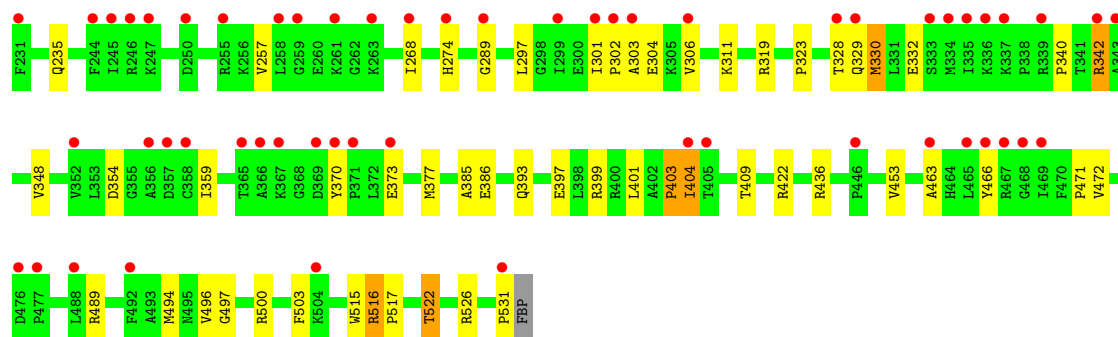 F231 Q235 F244 I245 R246 K247 D250 R255 K256 V257 L258 G259 E260 K261 G262 K263 I268 H274 G289 L297 G298 I299 E300 I301 P302 A303 E304 K305 V306 K311 R319 P323 T328 Q329 M330 L331 E332 S333 M334 I335 K336 K337 P338 R339 P340 T341 R342
V348 V352 L353 D354 G355 A356 D357 C358 I359 T365 A366 K367 G368 D369 Y370 P371 L372 E373 M377 A385 E386 Q393 E397 L398 R399 R400 L401 A402 P403 I404 T405 T409 R422 R436 P446 V453 A463 H464 L465 Y466 R467 G468 I469 F470 P471 V472
D476 P477 L488 R489 F492 A493 M494 N495 V496 G497 R500 F503 K504 W515 R516 P517 T522 R526 P531 FBP